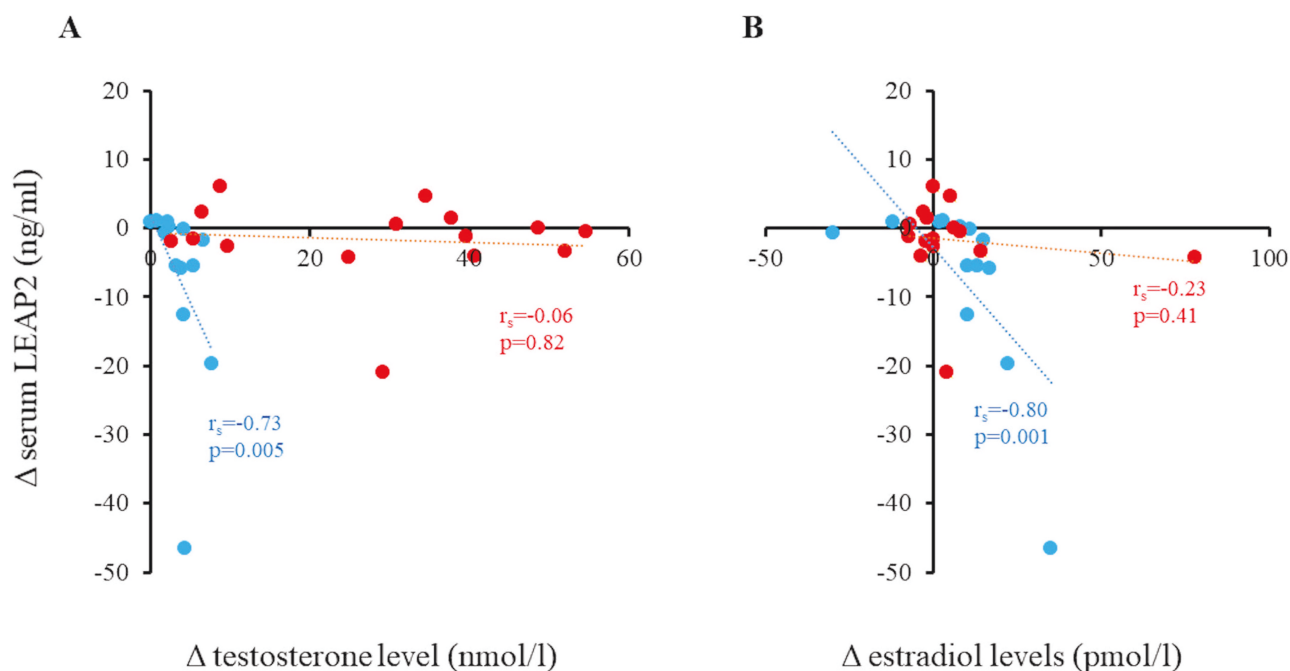 A
B
Δ serum LEAP2 (ng/ml)
20
10
0
-10
-20
-30
-40
-50
0
20
40
60
rs=-0.06
p=0.82
rs=-0.73
p=0.005
Δ testosterone level (nmol/l)
20
10
0
-10
-20
-30
-40
-50
-50
0
50
100
rs=-0.23
p=0.41
rs=-0.80
p=0.001
Δ estradiol levels (pmol/l)